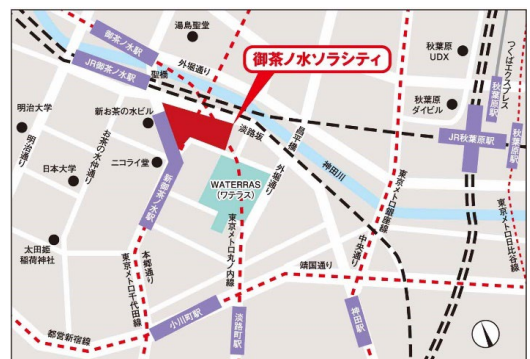 湯島聖堂
御茶ノ水駅
JR御茶ノ水駅
聖橋
外堀通り
御茶ノ水ソラシティ
秋葉原
UDX
つくばエクスプレス
秋葉原駅
秋葉原
ダイビル
明治大学
明治通り
お茶の水仲通り
新お茶の水ビル
淡路坂
昌平橋
JR秋葉原駅
秋葉原駅
ニコライ堂
日本大学
新御茶ノ水駅
WATERRAS
(ワテラス)
外堀通り
神田川
東京メトロ銀座線
中央通り
東京メトロ日比谷線
太田姫
稲荷神社
本郷通り
東京メトロ千代田線
東京メトロ丸ノ内線
靖国通り
都営新宿線
小川町駅
淡路町駅
神田駅